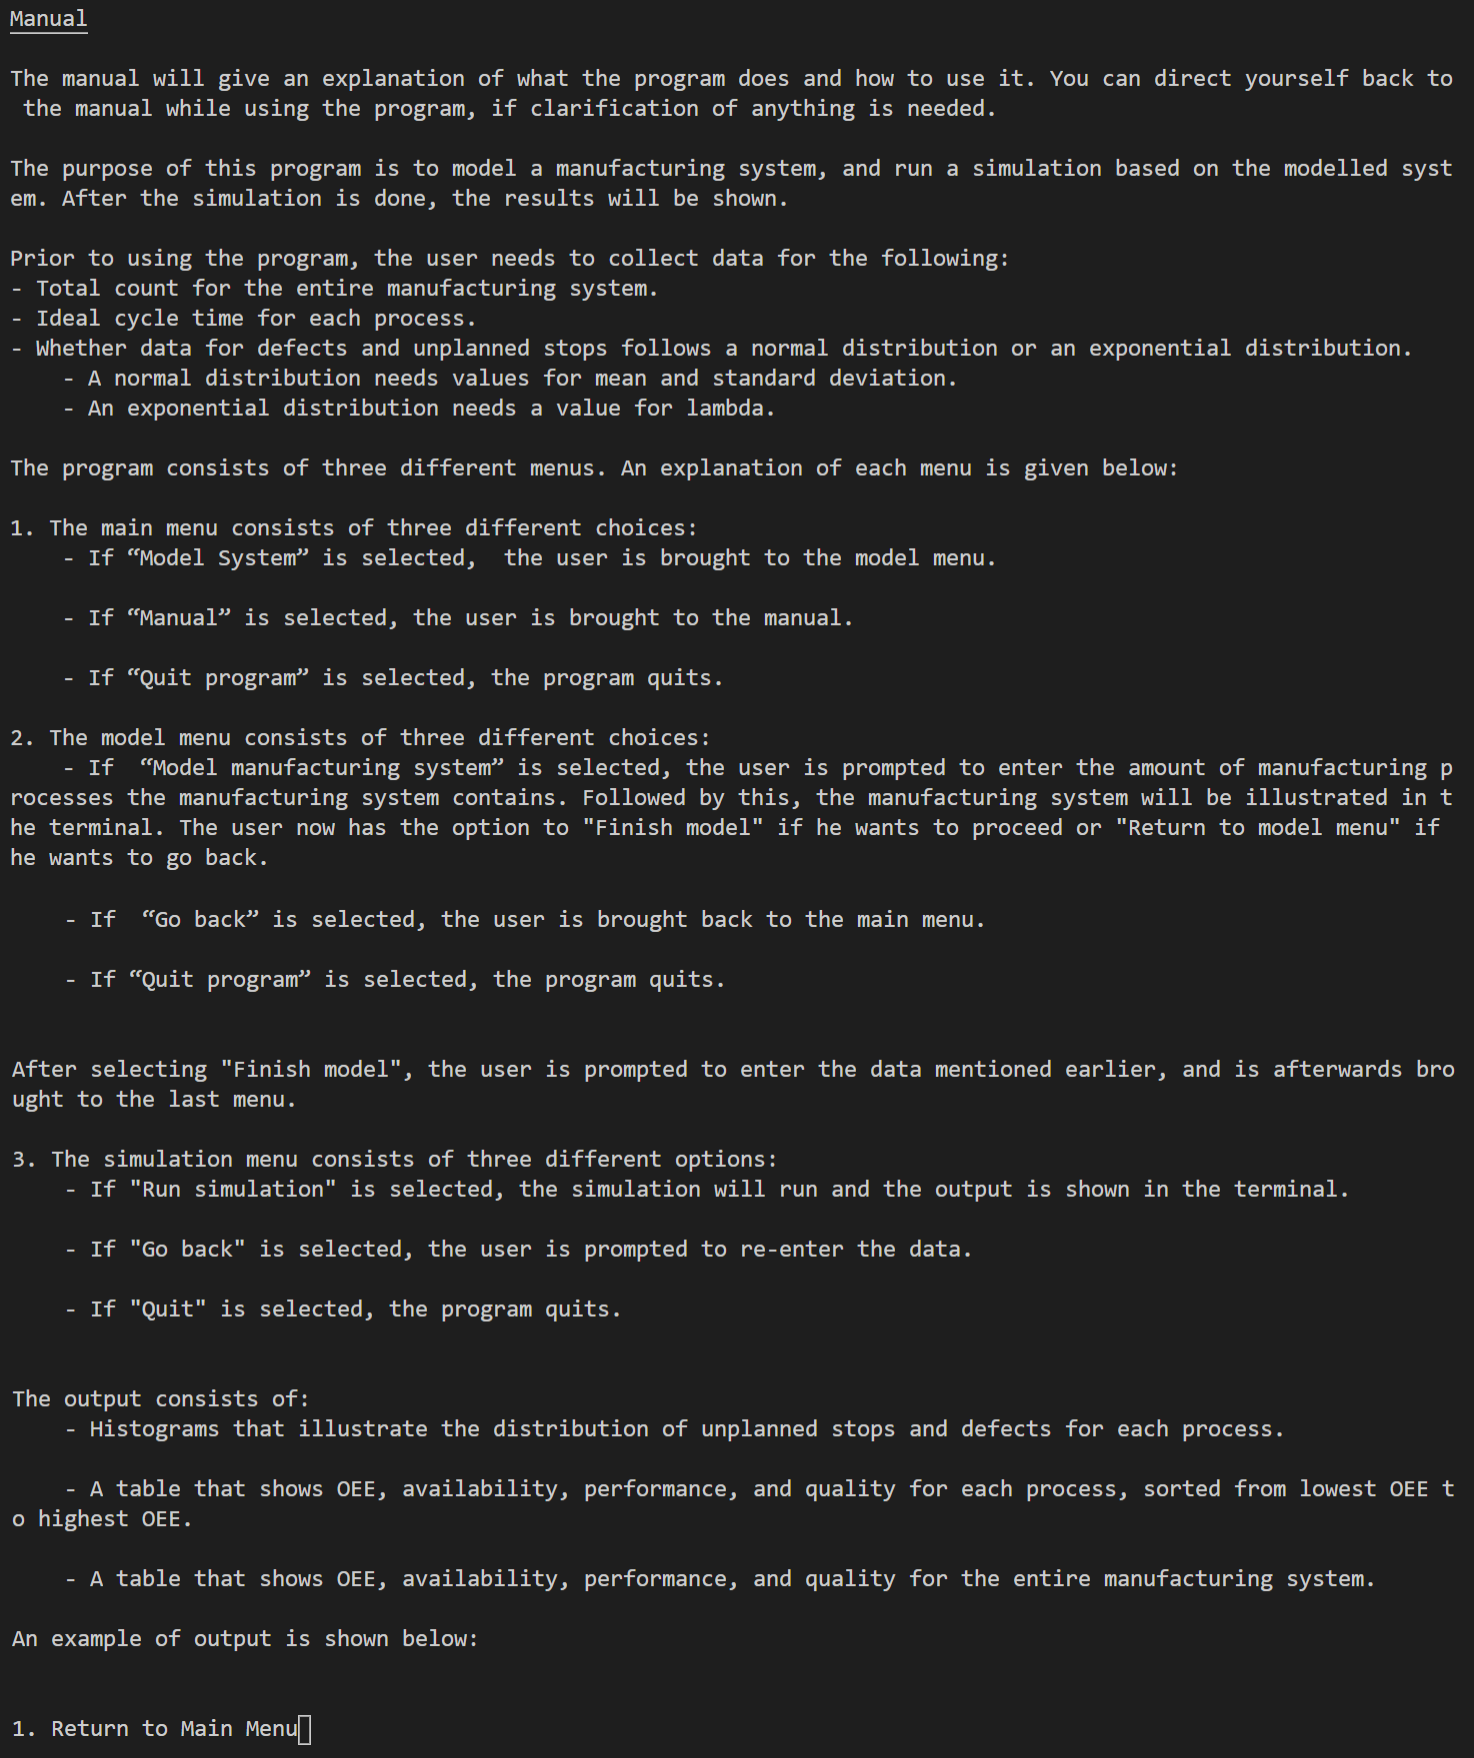 Manual
The manual will give an explanation of what the program does and how to use it. You can direct yourself back to
the manual while using the program, if clarification of anything is needed.
The purpose of this program is to model a manufacturing system, and run a simulation based on the modelled syst
em. After the simulation is done, the results will be shown.
Prior to using the program, the user needs to collect data for the following:
- Total count for the entire manufacturing system.
- Ideal cycle time for each process.
- Whether data for defects and unplanned stops follows a normal distribution or an exponential distribution.
    - A normal distribution needs values for mean and standard deviation.
    - An exponential distribution needs a value for lambda.
The program consists of three different menus. An explanation of each menu is given below:
1. The main menu consists of three different choices:
    - If “Model System” is selected,  the user is brought to the model menu.
    - If “Manual” is selected, the user is brought to the manual.
    - If “Quit program” is selected, the program quits.
2. The model menu consists of three different choices:
    - If  “Model manufacturing system” is selected, the user is prompted to enter the amount of manufacturing p
rocesses the manufacturing system contains. Followed by this, the manufacturing system will be illustrated in t
he terminal. The user now has the option to "Finish model" if he wants to proceed or "Return to model menu" if
he wants to go back.
    - If  “Go back” is selected, the user is brought back to the main menu.
    - If “Quit program” is selected, the program quits.
After selecting "Finish model", the user is prompted to enter the data mentioned earlier, and is afterwards bro
ught to the last menu.
3. The simulation menu consists of three different options:
    - If "Run simulation" is selected, the simulation will run and the output is shown in the terminal.
    - If "Go back" is selected, the user is prompted to re-enter the data.
    - If "Quit" is selected, the program quits.
The output consists of:
    - Histograms that illustrate the distribution of unplanned stops and defects for each process.
    - A table that shows OEE, availability, performance, and quality for each process, sorted from lowest OEE t
o highest OEE.
    - A table that shows OEE, availability, performance, and quality for the entire manufacturing system.
An example of output is shown below:
1. Return to Main Menu